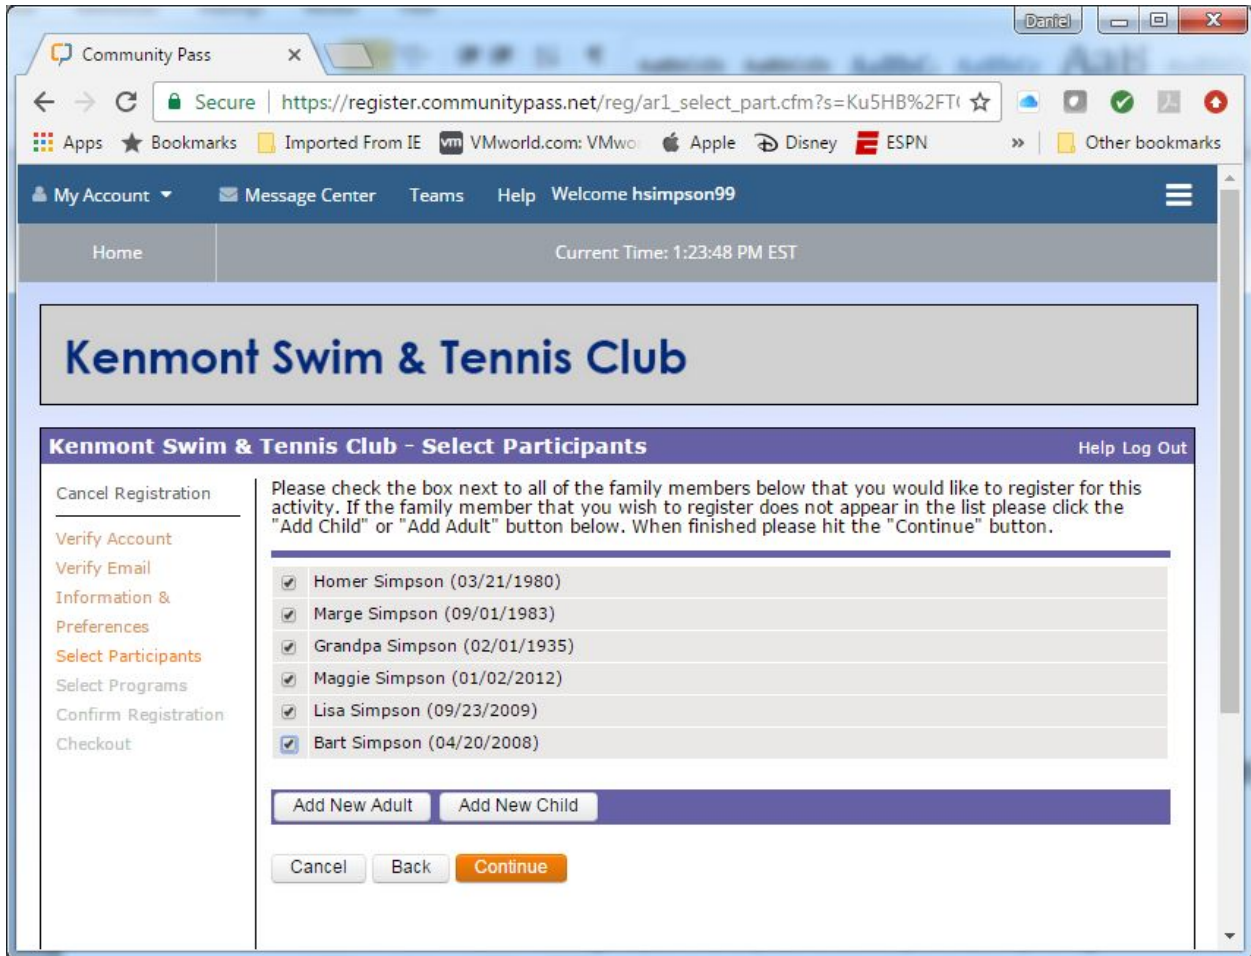 Daniel
Community Pass
Secure | https://register.communitypass.net/reg/ar1_select_part.cfm?s=Ku5HB%2FT
Apps Bookmarks Imported From IE vm VMworld.com: VMwo Apple Disney ESPN » Other bookmarks
My Account Message Center Teams Help Welcome hsimpson99
Home Current Time: 1:23:48 PM EST
Kenmont Swim & Tennis Club
Kenmont Swim & Tennis Club - Select Participants Help Log Out
Cancel Registration
Verify Account
Verify Email
Information &
Preferences
Select Participants
Select Programs
Confirm Registration
Checkout
Please check the box next to all of the family members below that you would like to register for this
activity. If the family member that you wish to register does not appear in the list please click the
"Add Child" or "Add Adult" button below. When finished please hit the "Continue" button.
Homer Simpson (03/21/1980)
Marge Simpson (09/01/1983)
Grandpa Simpson (02/01/1935)
Maggie Simpson (01/02/2012)
Lisa Simpson (09/23/2009)
Bart Simpson (04/20/2008)
Add New Adult Add New Child
Cancel Back Continue